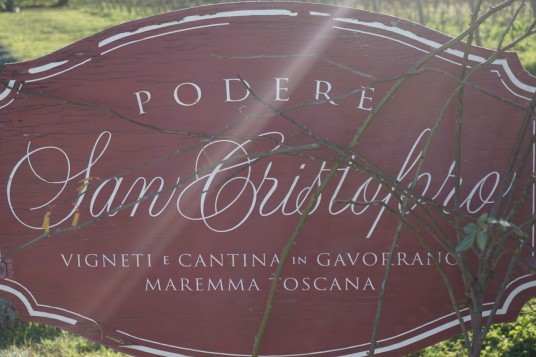 PODERE
San Cristoforo
VIGNETI E CANTINA IN GAVORRANO
MAREMMA TOSCANA